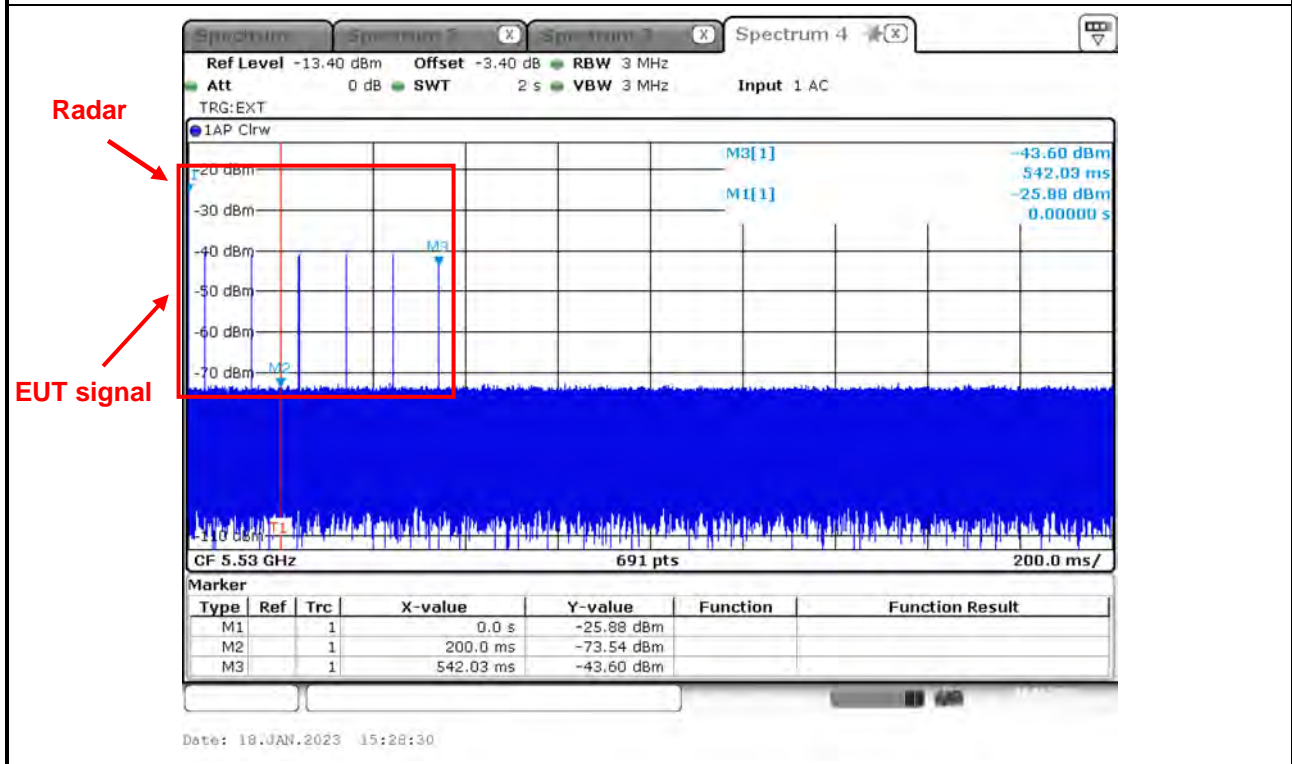 Spectrum Spectrum 2 X Spectrum 3 X Spectrum 4 X
Ref Level -13.40 dBm Offset -3.40 dB RBW 3 MHz
Att 0 dB SWT 2 s VBW 3 MHz Input 1 AC
TRG:EXT
Radar
1AP Clrw
M3[1] -43.60 dBm
-20 dBm
542.03 ms
M1[1] -25.88 dBm
-30 dBm
0.00000 s
-40 dBm
M3
-50 dBm
-60 dBm
-70 dBm
M2
EUT signal
T1
-110 dBm
CF 5.53 GHz 691 pts 200.0 ms/
Marker
Type Ref Trc X-value Y-value Function Function Result
M1 1 0.0 s -25.88 dBm
M2 1 200.0 ms -73.54 dBm
M3 1 542.03 ms -43.60 dBm
Date: 18.JAN.2023 15:28:30